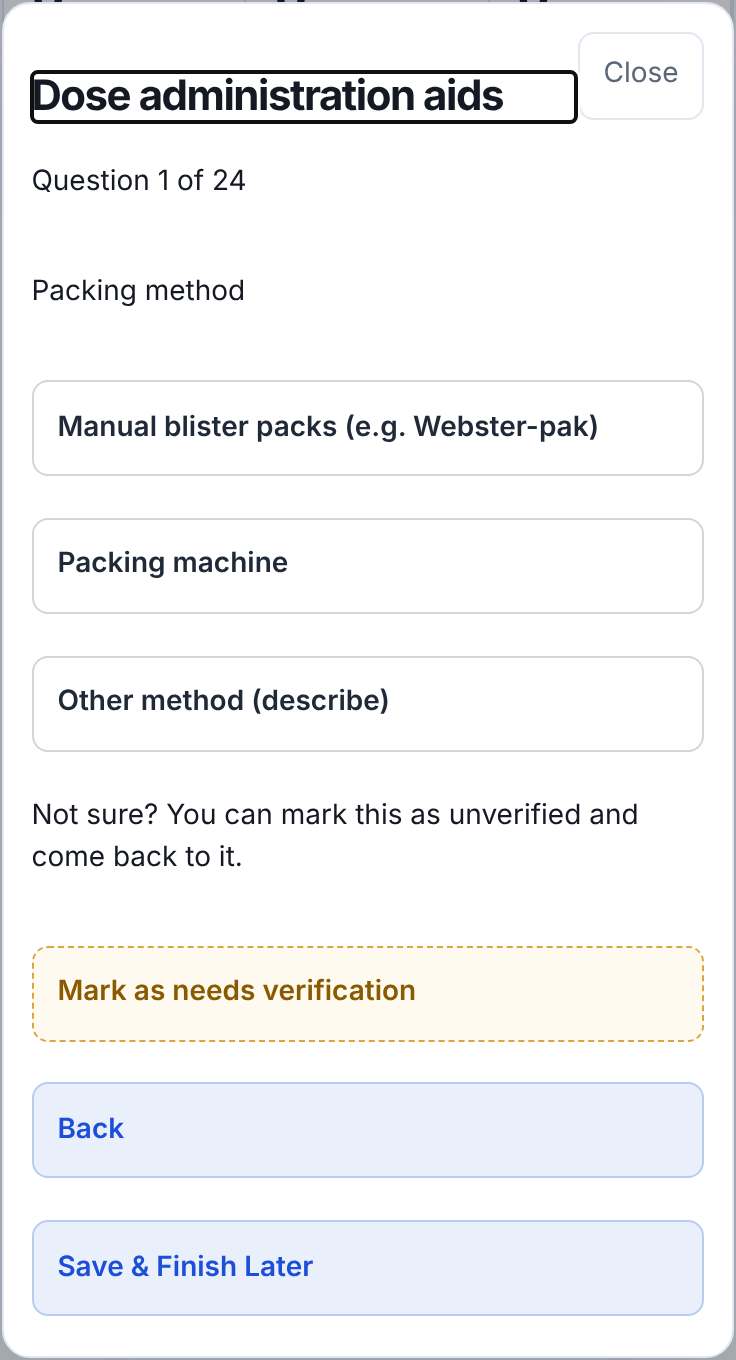 Dose administration aids
Close
Question 1 of 24
Packing method
Manual blister packs (e.g. Webster-pak)
Packing machine
Other method (describe)
Not sure? You can mark this as unverified and
come back to it.
Mark as needs verification
Back
Save & Finish Later